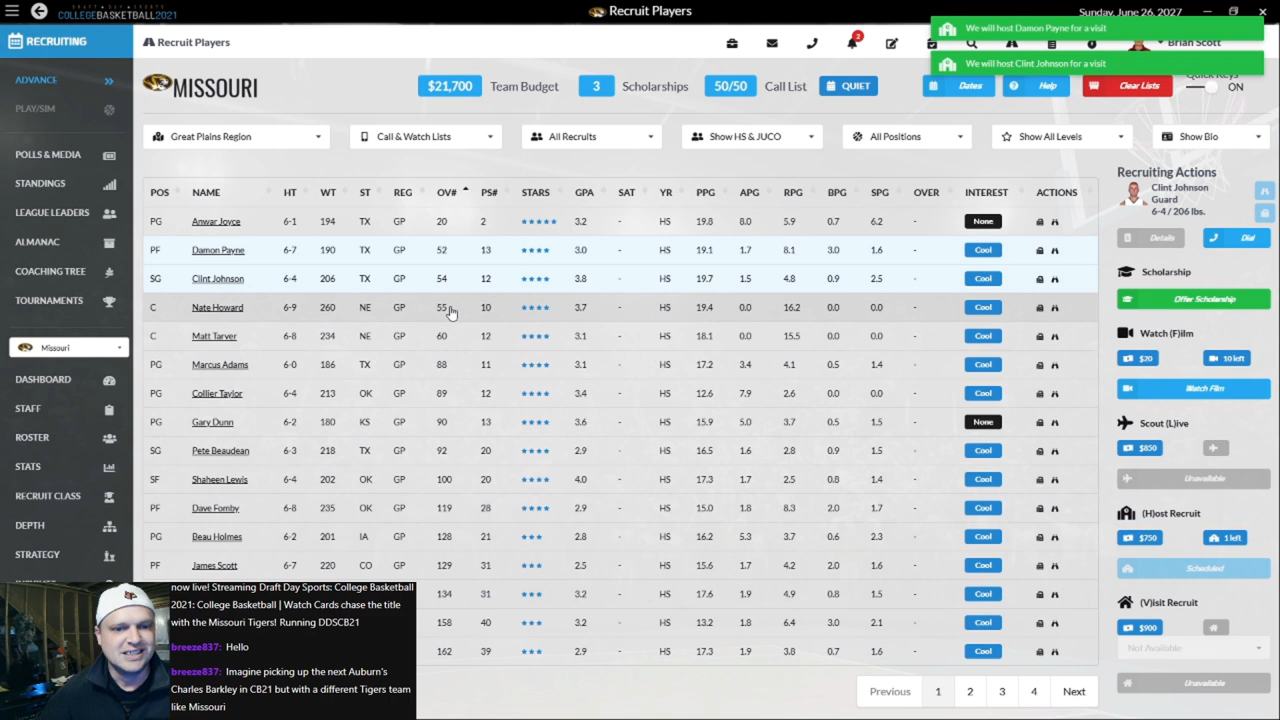 DRAFT DAY SPORTS
COLLEGEBASKETBALL2021
Recruit Players
Sunday, June 26, 2027
RECRUITING
Recruit Players
2
Brian Scott
We will host Damon Payne for a visit
We will host Clint Johnson for a visit
ADVANCE
PLAY/SIM
POLLS & MEDIA
STANDINGS
LEAGUE LEADERS
ALMANAC
COACHING TREE
TOURNAMENTS
Missouri
DASHBOARD
STAFF
ROSTER
STATS
RECRUIT CLASS
DEPTH
STRATEGY
MISSOURI
$21,700 Team Budget 3 Scholarships 50/50 Call List QUIET
Dates Help Clear Lists Quick Keys ON
Great Plains Region Call & Watch Lists All Recruits Show HS & JUCO All Positions Show All Levels Show Bio
POS NAME HT WT ST REG OV# PS# STARS GPA SAT YR PPG APG RPG BPG SPG OVER INTEREST ACTIONS
PG Anwar Joyce 6-1 194 TX GP 20 5 ★★★★★ 3.2 - HS 19.8 8.0 5.9 0.7 6.2 - None
PF Damon Payne 6-7 190 TX GP 52 13 ★★★★ 3.0 - HS 19.1 1.7 8.1 3.0 1.6 - Cool
SG Clint Johnson 6-4 206 TX GP 54 12 ★★★★ 3.8 - HS 19.7 1.5 4.8 0.9 2.5 - Cool
C Nate Howard 6-9 260 NE GP 55 10 ★★★★ 3.7 - HS 19.4 0.0 16.2 0.0 0.0 - Cool
C Matt Tarver 6-8 234 NE GP 60 12 ★★★★ 3.1 - HS 18.1 0.0 15.5 0.0 0.0 - Cool
PG Marcus Adams 6-0 186 TX GP 88 11 ★★★★ 3.1 - HS 17.2 3.4 4.1 0.5 1.4 - Cool
PG Collier Taylor 6-4 213 OK GP 89 12 ★★★★ 3.4 - HS 12.6 7.9 2.6 0.0 0.0 - Cool
PG Gary Dunn 6-2 180 KS GP 90 13 ★★★★ 3.6 - HS 15.9 5.0 3.7 0.5 1.5 - None
SG Pete Beaudean 6-3 218 TX GP 92 20 ★★★★ 2.9 - HS 16.5 1.6 2.8 0.9 1.5 - Cool
SF Shaheen Lewis 6-4 202 OK GP 100 20 ★★★★ 4.0 - HS 17.3 1.7 2.5 0.8 1.4 - Cool
PF Dave Fomby 6-8 235 OK GP 119 28 ★★★★ 2.9 - HS 15.0 1.8 8.3 2.0 1.7 - Cool
PG Beau Holmes 6-2 201 IA GP 128 21 ★★★ 2.8 - HS 16.2 5.3 3.7 0.6 2.3 - Cool
PF James Scott 6-7 220 CO GP 129 31 ★★★ 2.5 - HS 15.6 1.7 4.2 2.0 1.6 - Cool
134 31 ★★★ 3.2 - HS 17.6 1.9 4.9 0.8 1.5 - Cool
158 40 ★★★ 3.2 - HS 13.2 1.8 6.4 3.0 2.1 - Cool
162 39 ★★★ 2.9 - HS 17.3 1.9 3.8 0.7 1.6 - Cool
Previous 1 2 3 4 Next
Recruiting Actions
Clint Johnson
Guard
6-4 / 206 lbs.
Details Dial
Scholarship
Offer Scholarship
Watch (F)ilm
$20 10 left
Watch Film
Scout (L)ive
$850
Unavailable
(H)ost Recruit
$750 1 left
Scheduled
(V)isit Recruit
$900
Not Available
Unavailable
now live! Streaming Draft Day Sports: College Basketball
2021: College Basketball | Watch Cards chase the title
with the Missouri Tigers! Running DDSCB21
breeze837: Hello
breeze837: Imagine picking up the next Auburn's
Charles Barkley in CB21 but with a different Tigers team
like Missouri